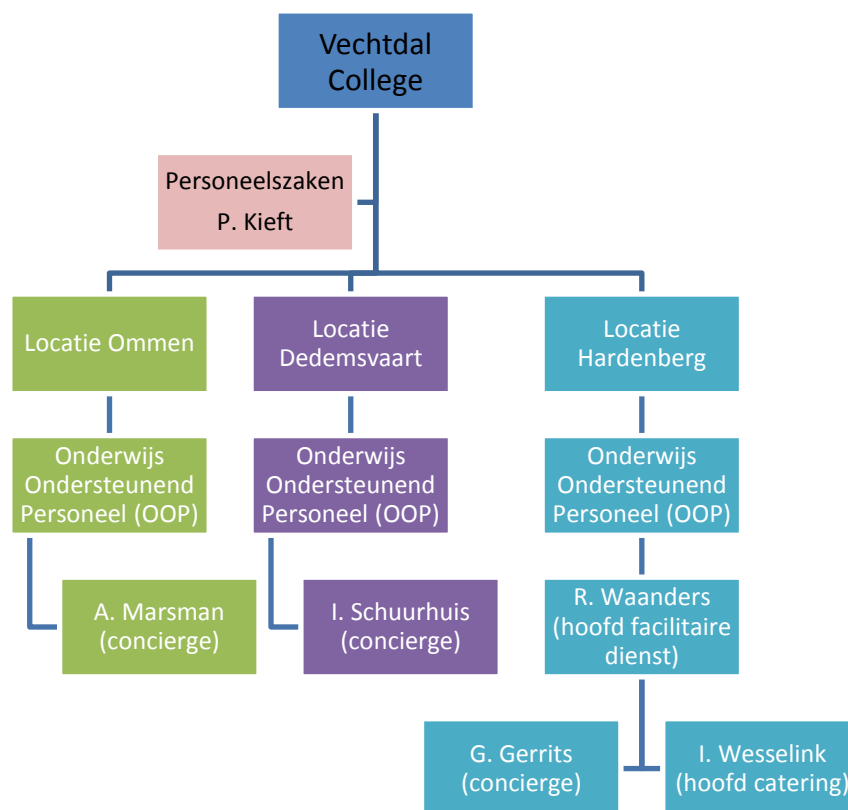 Vechtdal
College
Personeelszaken
P. Kieft
Locatie Ommen
Locatie
Dedemsvaart
Locatie
Hardenberg
Onderwijs
Ondersteunend
Personeel (OOP)
Onderwijs
Ondersteunend
Personeel (OOP)
Onderwijs
Ondersteunend
Personeel (OOP)
A. Marsman
(concierge)
I. Schuurhuis
(concierge)
R. Waanders
(hoofd facilitaire
dienst)
G. Gerrits
(concierge)
I. Wesselink
(hoofd catering)